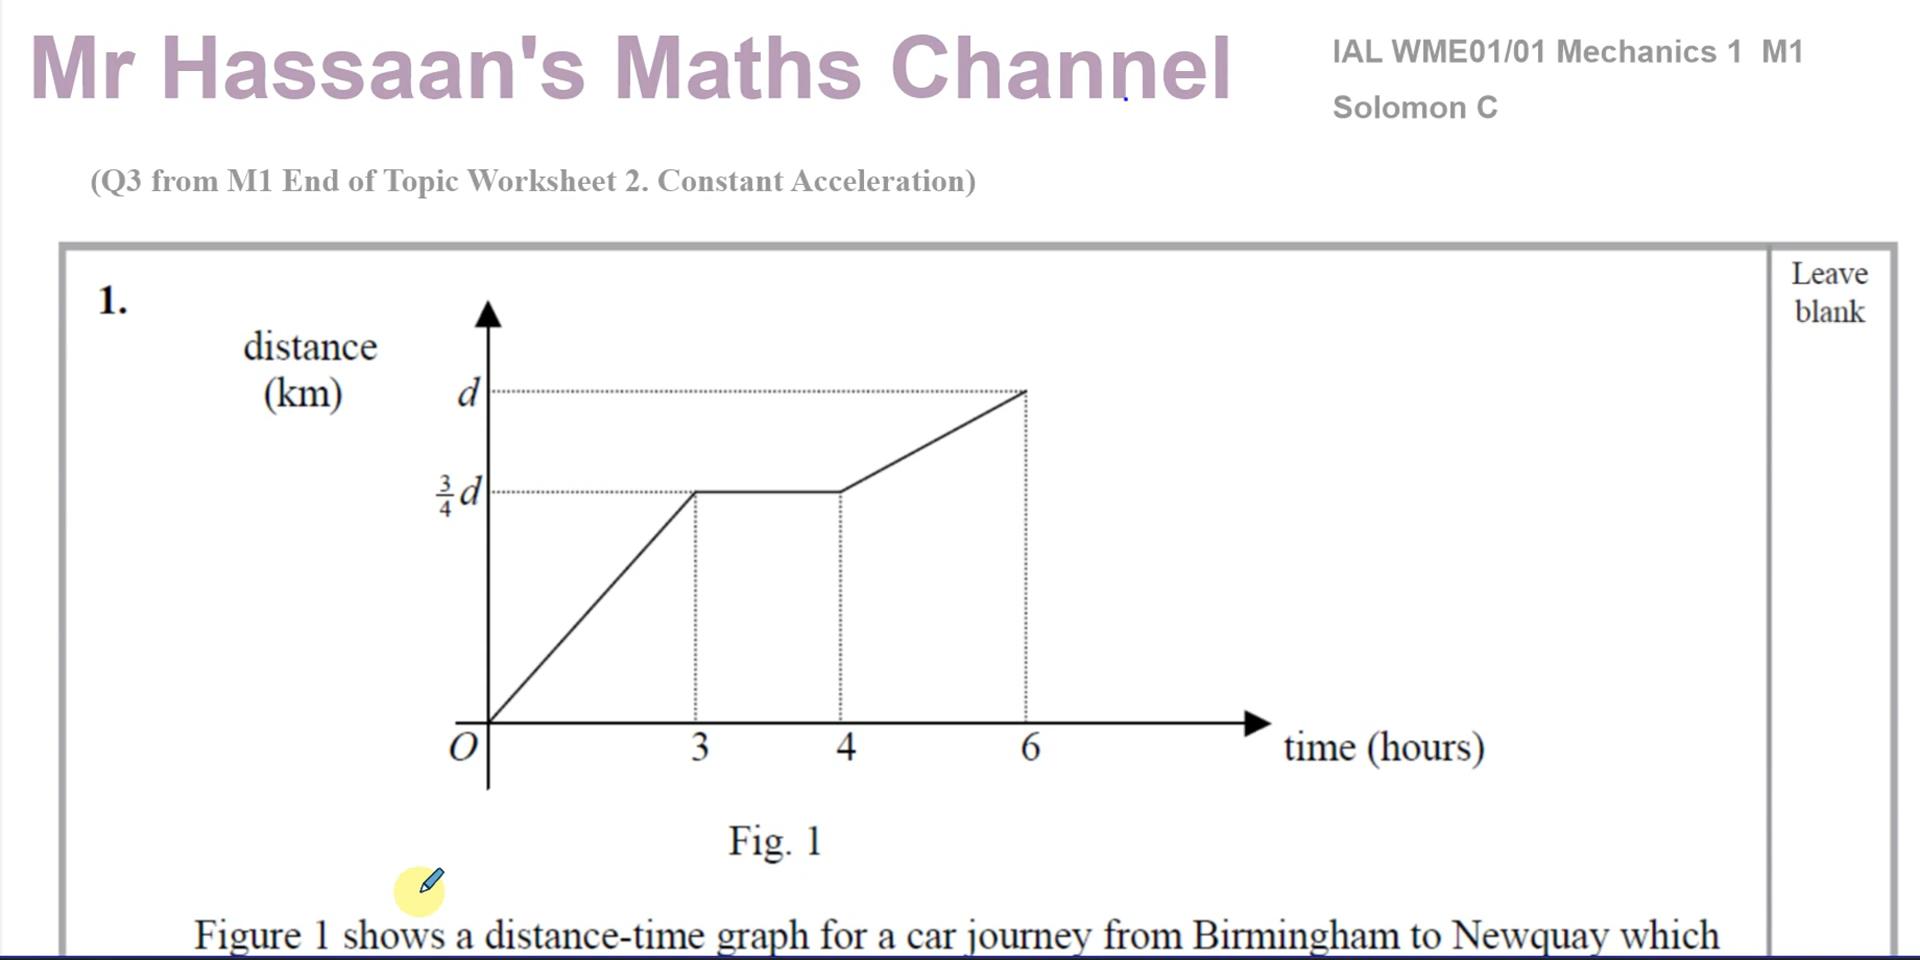 Mr Hassaan's Maths Channel
IAL WME01/01 Mechanics 1 M1
Solomon C
(Q3 from M1 End of Topic Worksheet 2. Constant Acceleration)
Leave
blank
1.
distance
(km)
d
3/4 d
O
3
4
6
time (hours)
Fig. 1
Figure 1 shows a distance-time graph for a car journey from Birmingham to Newquay which